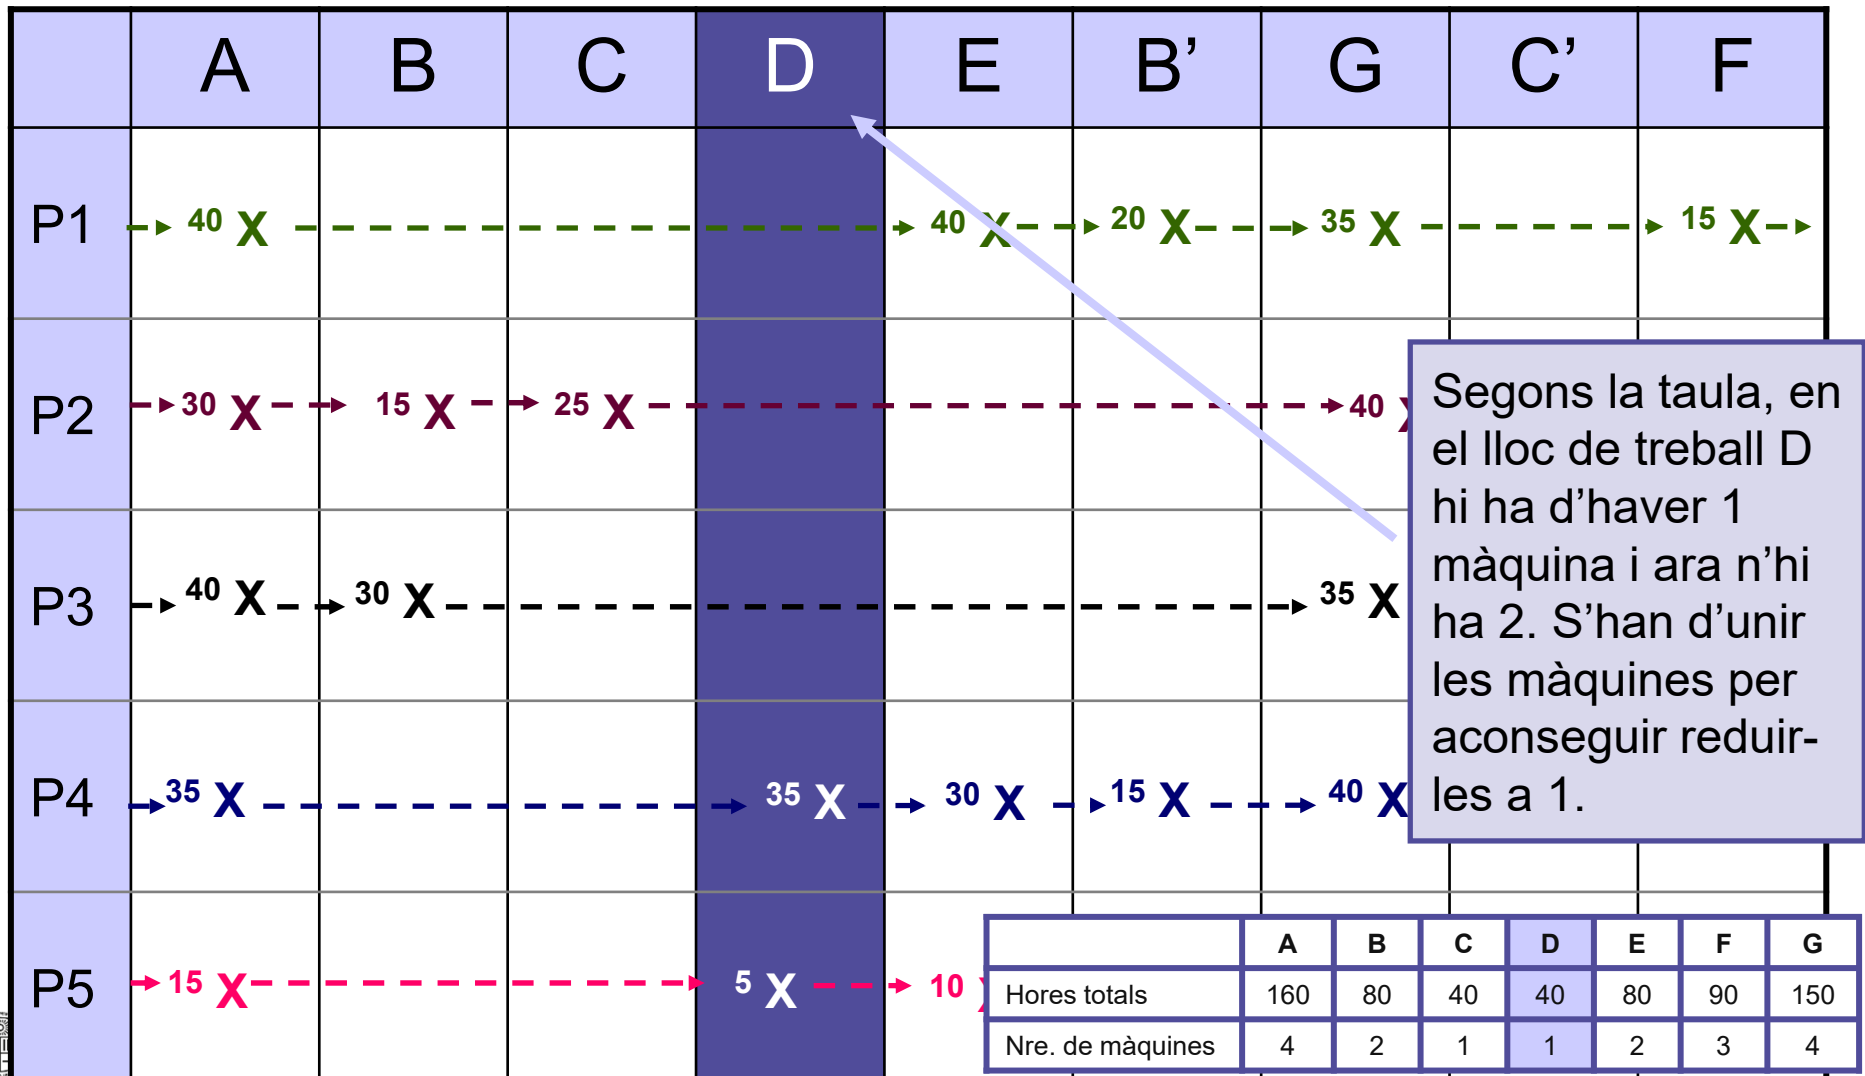 A B C D E B’ G C’ F
P1 40 X 40 X 20 X 35 X 15 X
P2 30 X 15 X 25 X 40
P3 40 X 30 X 35 X
P4 35 X 35 X 30 X 15 X 40 X
P5 15 X 5 X 10
Segons la taula, en
el lloc de treball D
hi ha d’haver 1
màquina i ara n’hi
ha 2. S’han d’unir
les màquines per
aconseguir reduir-
les a 1.
A B C D E F G
Hores totals 160 80 40 40 80 90 150
Nre. de màquines 4 2 1 1 2 3 4